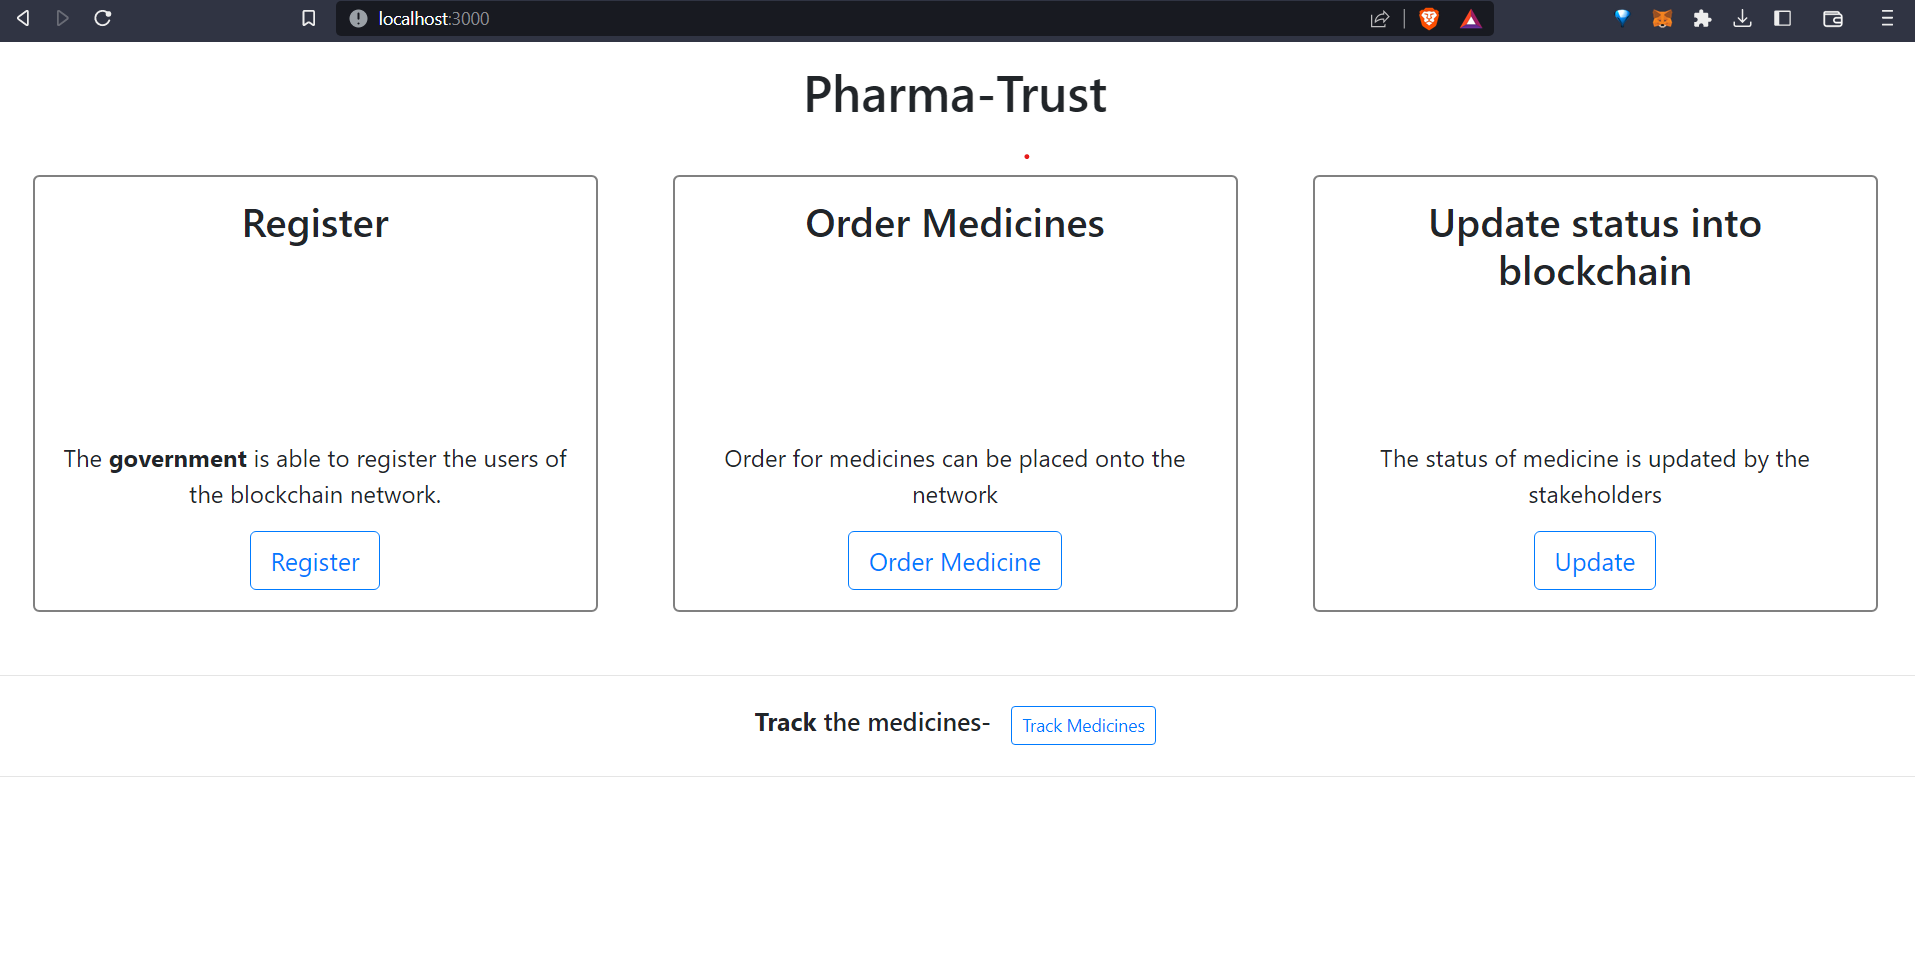 localhost:3000
Pharma-Trust
Register
The government is able to register the users of
the blockchain network.
Register
Order Medicines
Order for medicines can be placed onto the
network
Order Medicine
Update status into
blockchain
The status of medicine is updated by the
stakeholders
Update
Track the medicines- Track Medicines